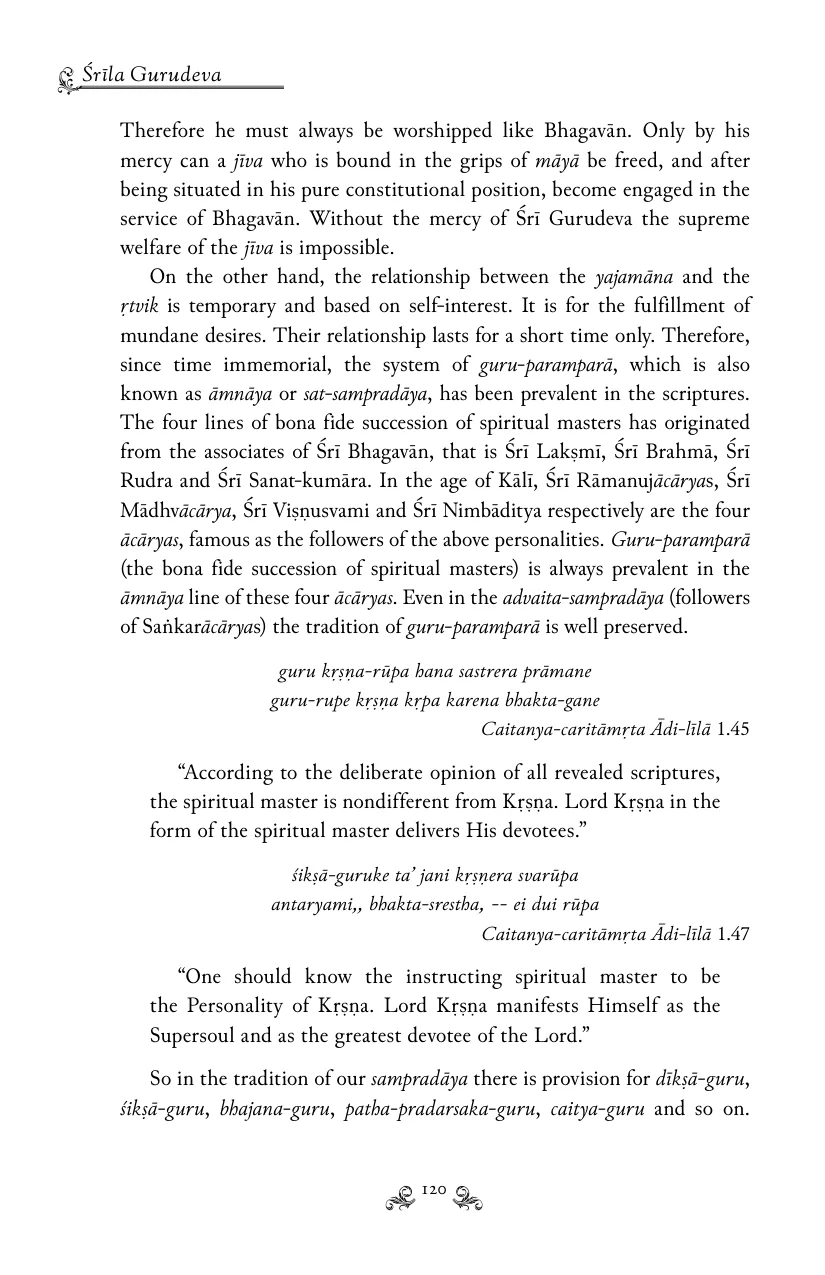 Śrīla Gurudeva
Therefore he must always be worshipped like Bhagavān. Only by his
mercy can a jīva who is bound in the grips of māyā be freed, and after
being situated in his pure constitutional position, become engaged in the
service of Bhagavān. Without the mercy of Śrī Gurudeva the supreme
welfare of the jīva is impossible.
On the other hand, the relationship between the yajamāna and the
ṛtvik is temporary and based on self-interest. It is for the fulfillment of
mundane desires. Their relationship lasts for a short time only. Therefore,
since time immemorial, the system of guru-paramparā, which is also
known as āmnāya or sat-sampradāya, has been prevalent in the scriptures.
The four lines of bona fide succession of spiritual masters has originated
from the associates of Śrī Bhagavān, that is Śrī Lakṣmī, Śrī Brahmā, Śrī
Rudra and Śrī Sanat-kumāra. In the age of Kālī, Śrī Rāmanujācāryas, Śrī
Mādhvācārya, Śrī Viṣṇusvami and Śrī Nimbāditya respectively are the four
ācāryas, famous as the followers of the above personalities. Guru-paramparā
(the bona fide succession of spiritual masters) is always prevalent in the
āmnāya line of these four ācāryas. Even in the advaita-sampradāya (followers
of Saṅkarācāryas) the tradition of guru-paramparā is well preserved.
guru kṛṣṇa-rūpa hana sastrera prāmane
guru-rupe kṛṣṇa kṛpa karena bhakta-gane
Caitanya-caritāmṛta Ādi-līlā 1.45
“According to the deliberate opinion of all revealed scriptures,
the spiritual master is nondifferent from Kṛṣṇa. Lord Kṛṣṇa in the
form of the spiritual master delivers His devotees.”
śikṣā-guruke ta’ jani kṛṣṇera svarūpa
antaryami,, bhakta-srestha, -- ei dui rūpa
Caitanya-caritāmṛta Ādi-līlā 1.47
“One should know the instructing spiritual master to be
the Personality of Kṛṣṇa. Lord Kṛṣṇa manifests Himself as the
Supersoul and as the greatest devotee of the Lord.”
So in the tradition of our sampradāya there is provision for dīkṣā-guru,
śikṣā-guru, bhajana-guru, patha-pradarsaka-guru, caitya-guru and so on.
120